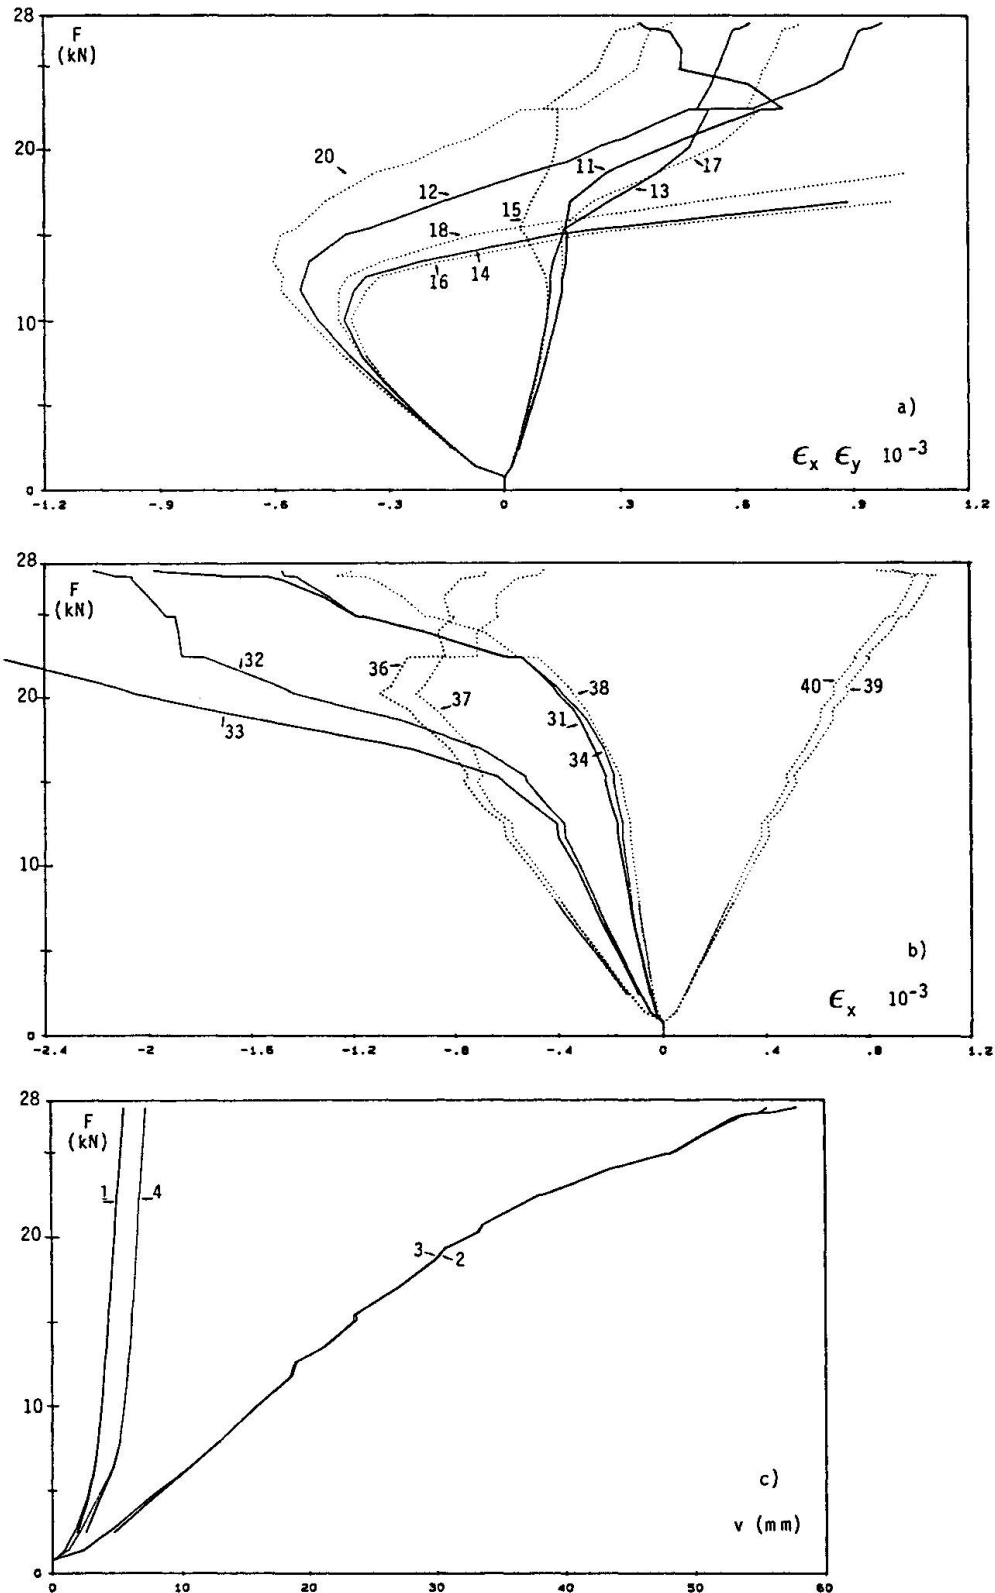 28
F
(kN)
20
10
0
20
12
18
16
14
15
11
17
13
a)
ϵx ϵy 10-3
-1.2 -.9 -.6 -.3 0 .3 .6 .9 1.2
28
F
(kN)
20
10
0
32
33
36
37
38
31
34
40 39
b)
ϵx 10-3
-2.4 -2 -1.6 -1.2 -.8 -.4 0 .4 .8 1.2
28
F
(kN)
20
10
0
1 4
3 2
c)
v (mm)
0 10 20 30 40 50 60